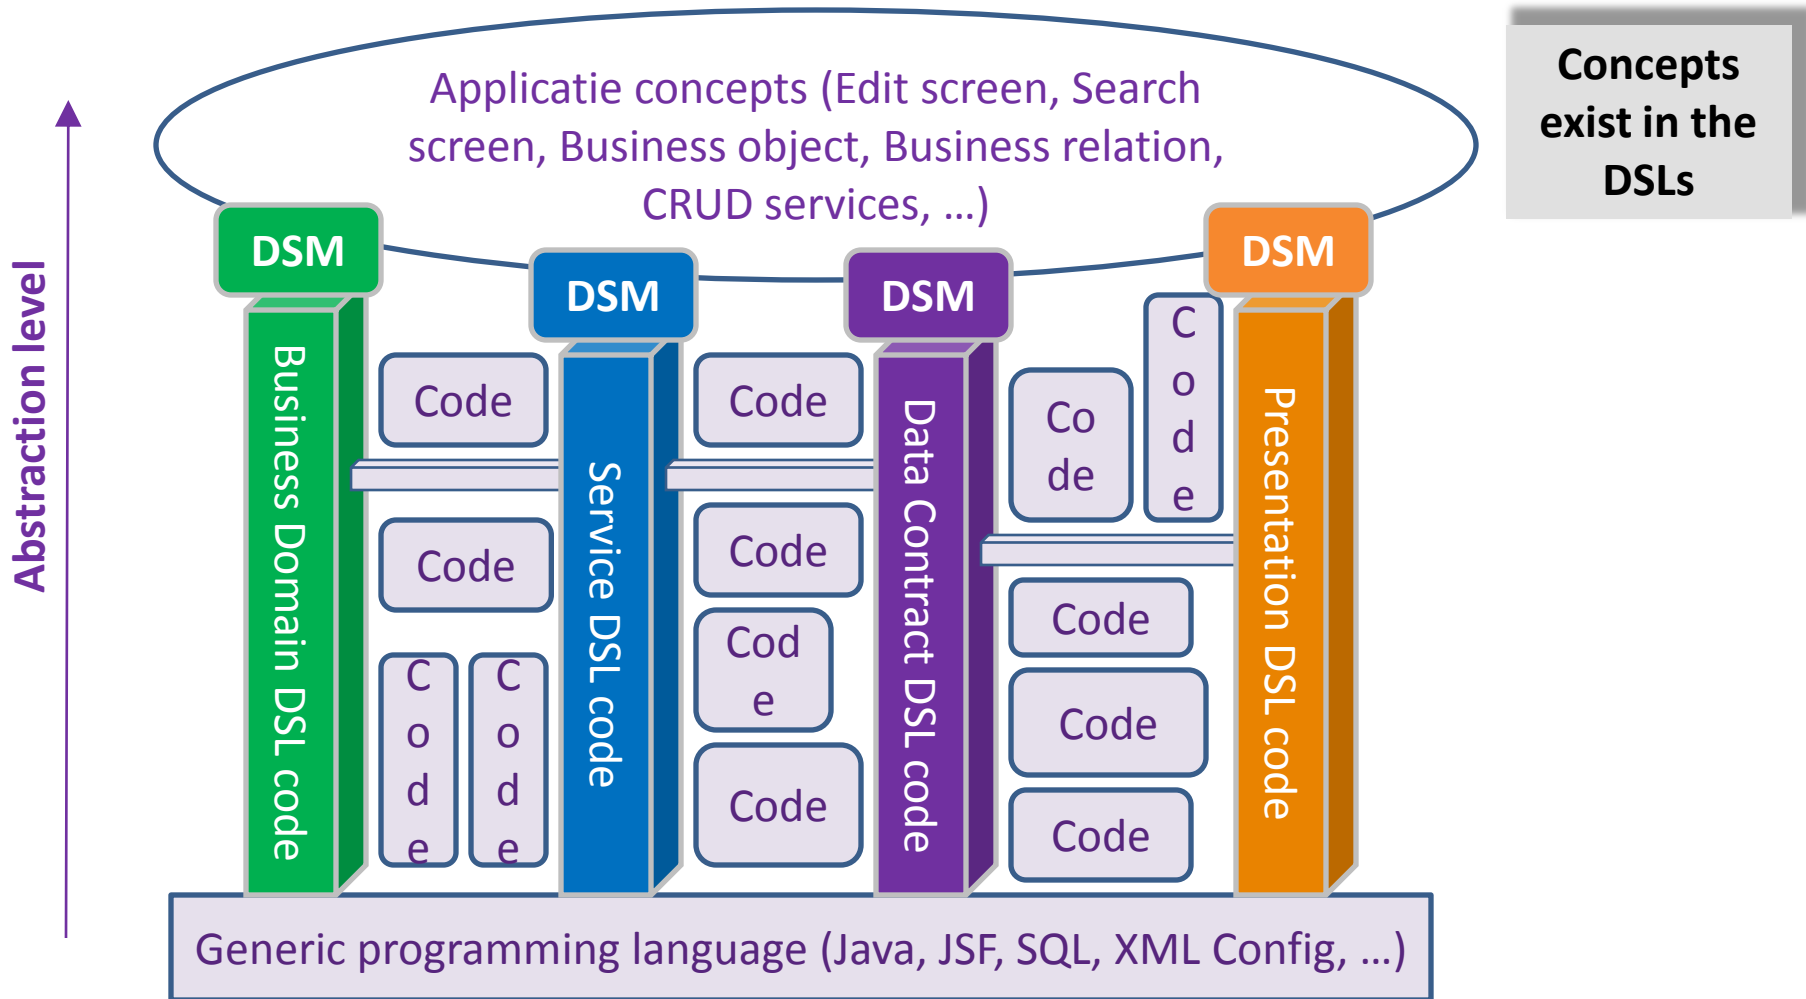 Applicatie concepts (Edit screen, Search
screen, Business object, Business relation,
CRUD services, ...)
Concepts
exist in the
DSLs
Abstraction level
DSM
DSM
DSM
DSM
Business Domain DSL code
Service DSL code
Data Contract DSL code
Presentation DSL code
Code
Code
C
o
d
e
C
o
d
e
Code
Code
Cod
e
Code
Co
de
C
o
d
e
Code
Code
Code
Generic programming language (Java, JSF, SQL, XML Config, ...)